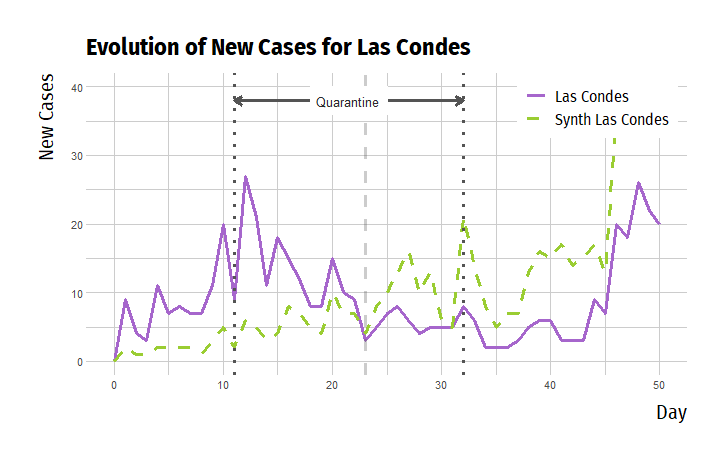 Evolution of New Cases for Las Condes
New Cases
40
30
20
10
0
Quarantine
Las Condes
Synth Las Condes
0 10 20 30 40 50
Day